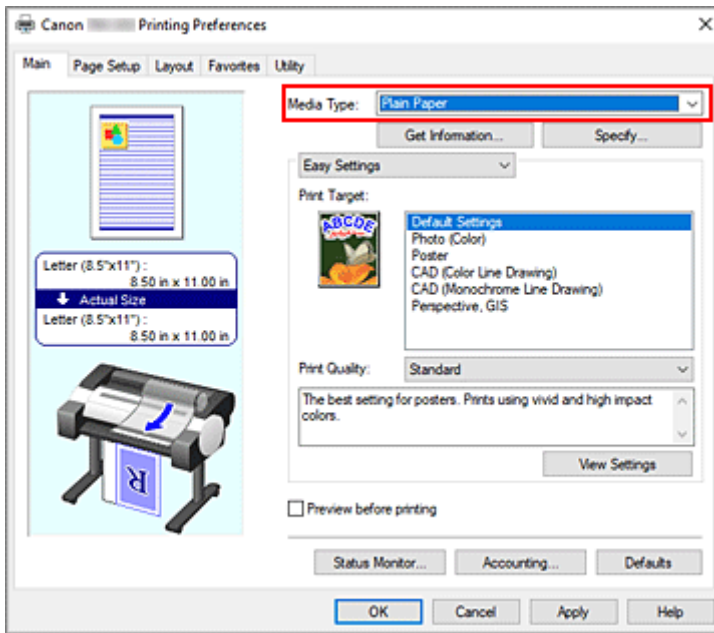 Canon Printing Preferences
Main Page Setup Layout Favorites Utility
Media Type: Plain Paper
Get Information... Specify...
Easy Settings
Print Target:
ABCDE
Default Settings
Photo (Color)
Poster
CAD (Color Line Drawing)
CAD (Monochrome Line Drawing)
Perspective, GIS
Letter (8.5"x11") :
8.50 in x 11.00 in
Actual Size
Letter (8.5"x11") :
8.50 in x 11.00 in
R
Print Quality: Standard
The best setting for posters. Prints using vivid and high impact
colors.
View Settings
Preview before printing
Status Monitor... Accounting... Defaults
OK Cancel Apply Help